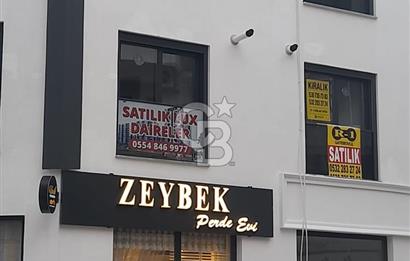 SATILIK LUX
DAİRELER
0554 846 9977
KİRALIK
SATILIK
0532 283 27 24
ZEYBEK
Perde Evi